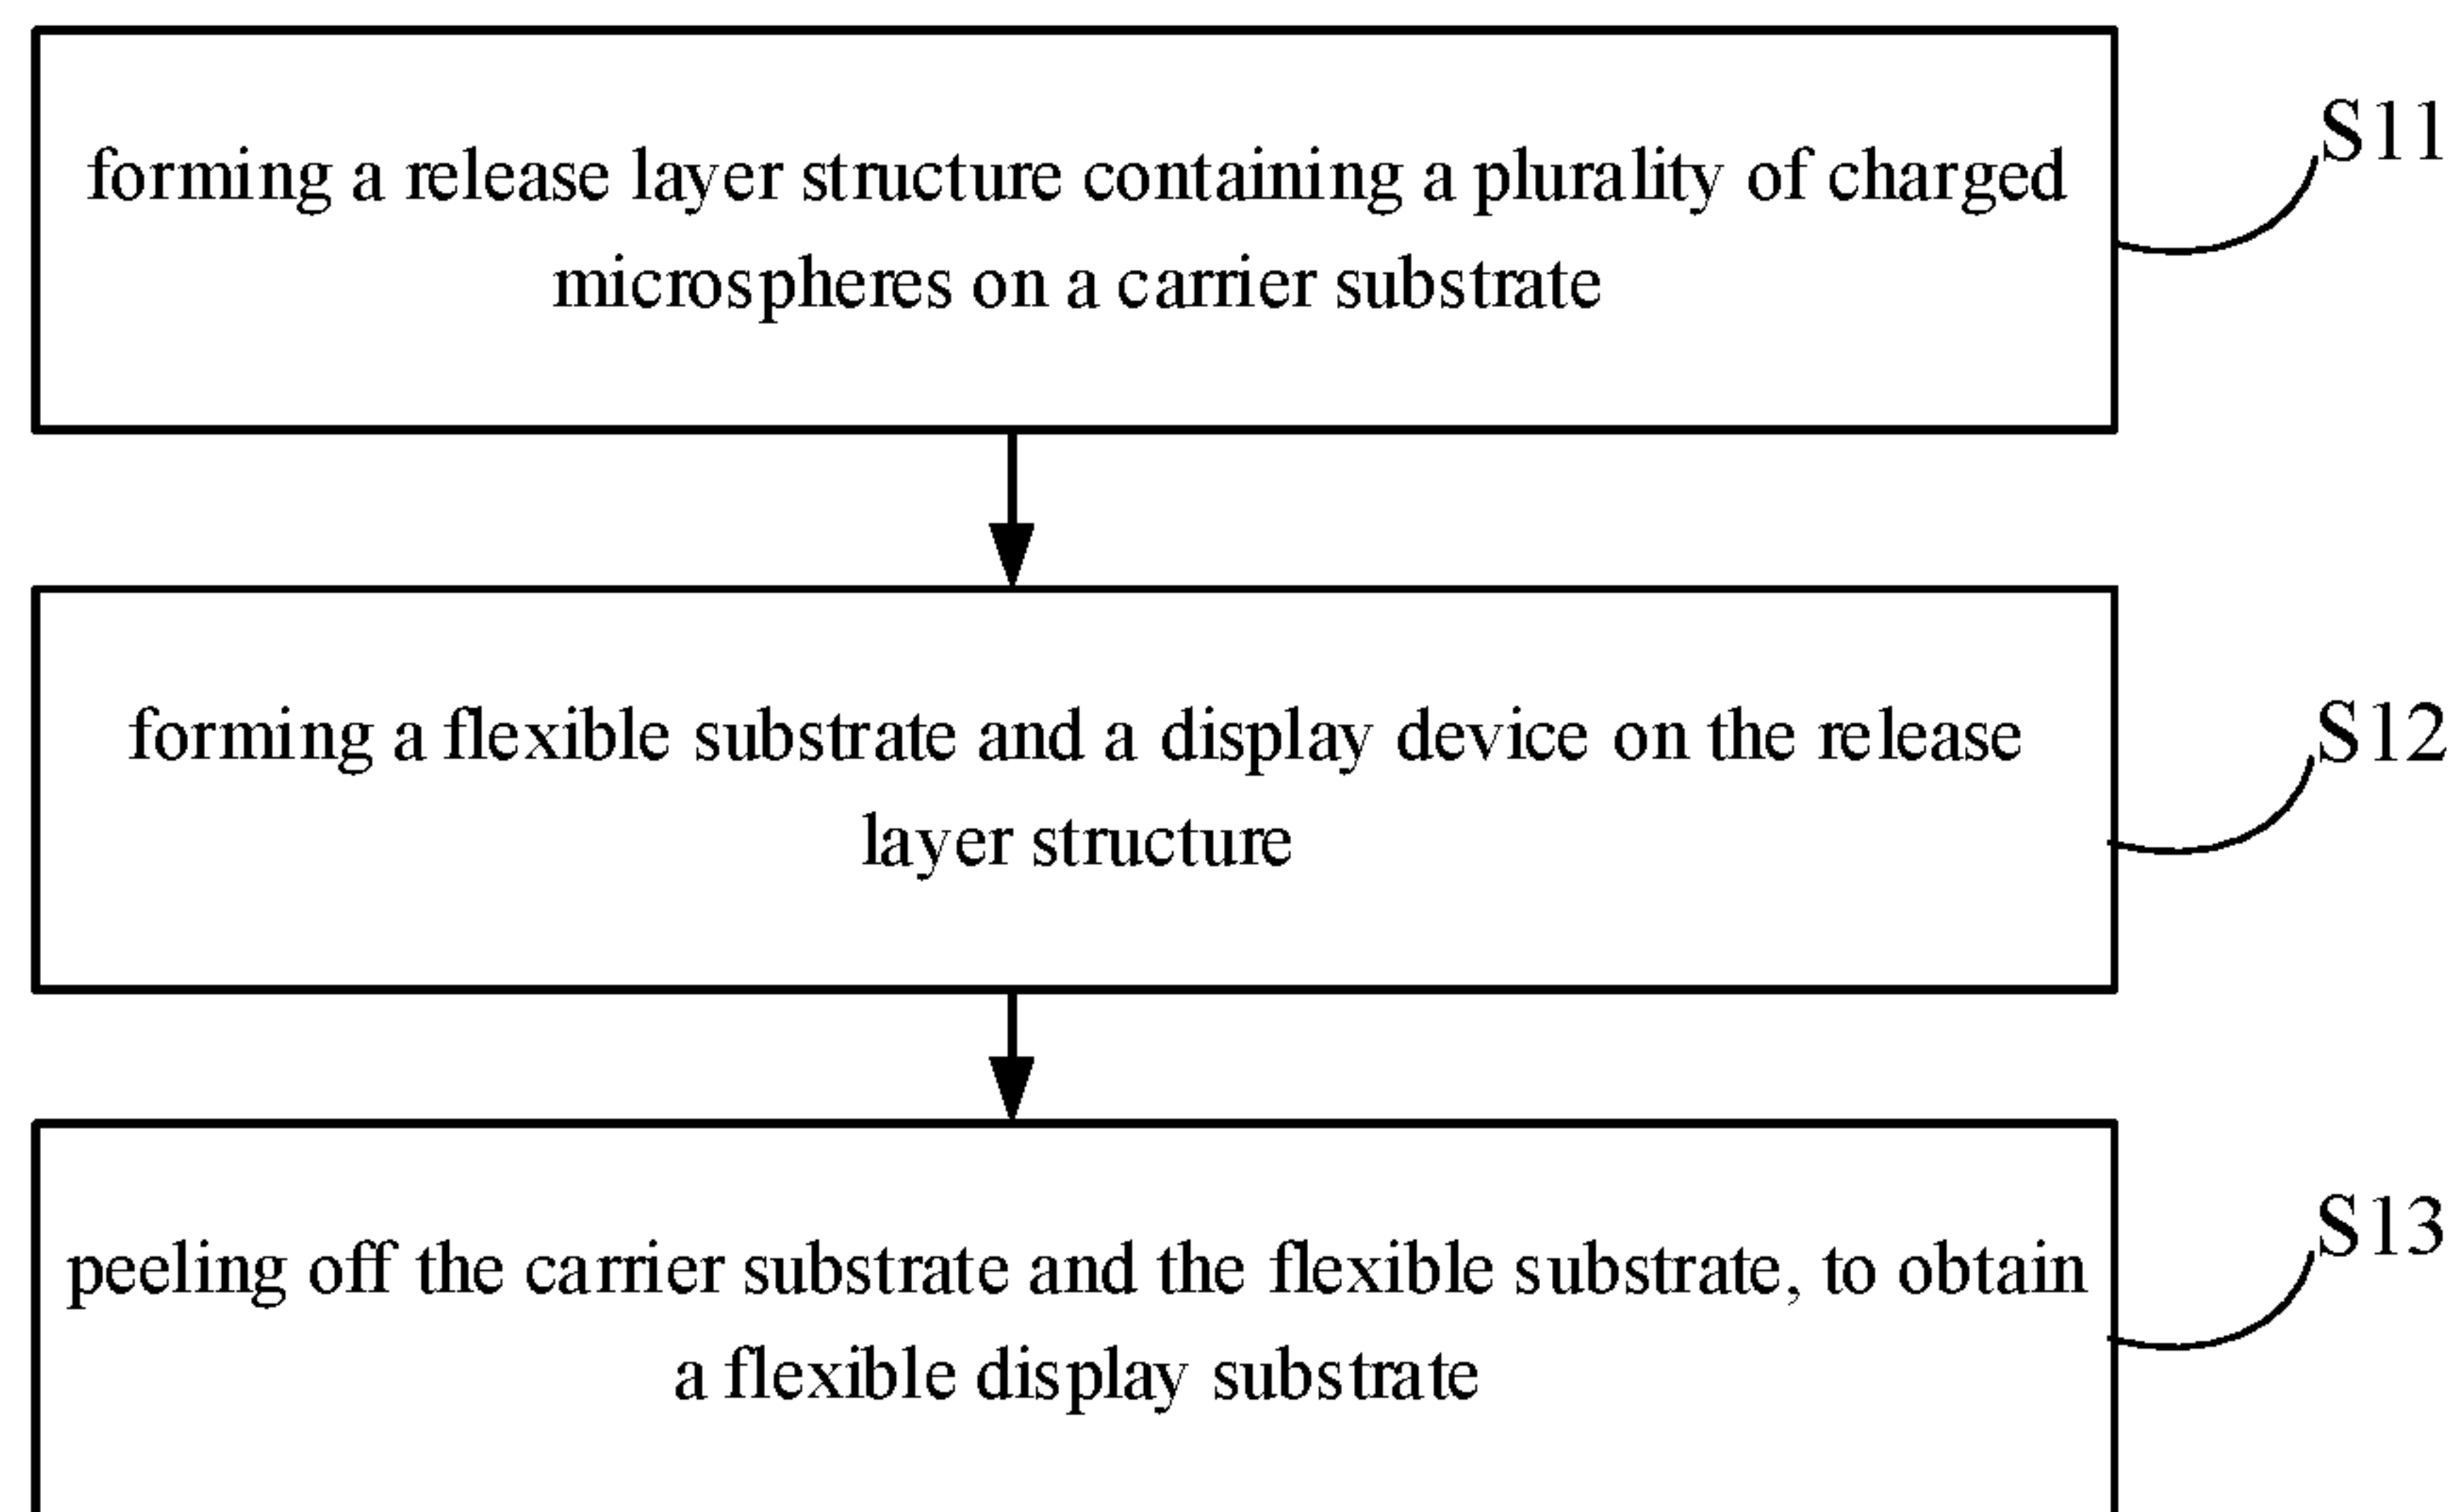 forming a release layer structure containing a plurality of charged
microspheres on a carrier substrate
S11
forming a flexible substrate and a display device on the release
layer structure
S12
peeling off the carrier substrate and the flexible substrate, to obtain
a flexible display substrate
S13